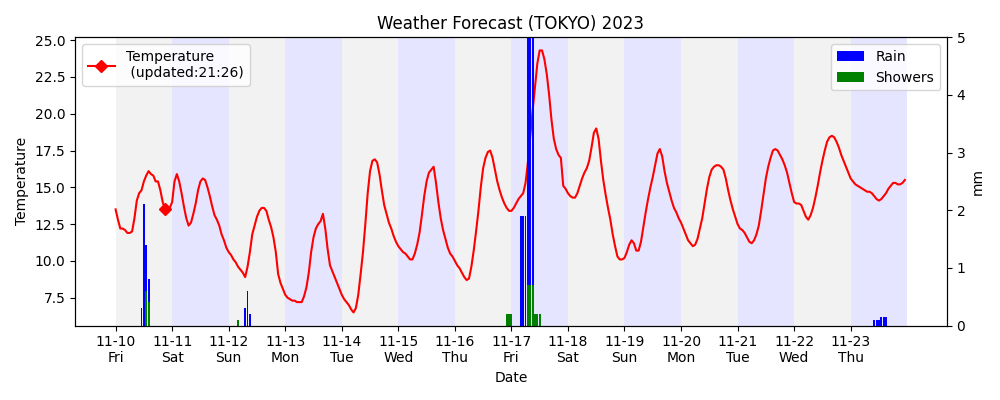 Weather Forecast (TOKYO) 2023
Temperature
(updated:21:26)
Rain
Showers
Temperature
25.0
22.5
20.0
17.5
15.0
12.5
10.0
7.5
5
4
3
2
1
0
mm
11-10 11-11 11-12 11-13 11-14 11-15 11-16 11-17 11-18 11-19 11-20 11-21 11-22 11-23
Fri Sat Sun Mon Tue Wed Thu Fri Sat Sun Mon Tue Wed Thu
Date